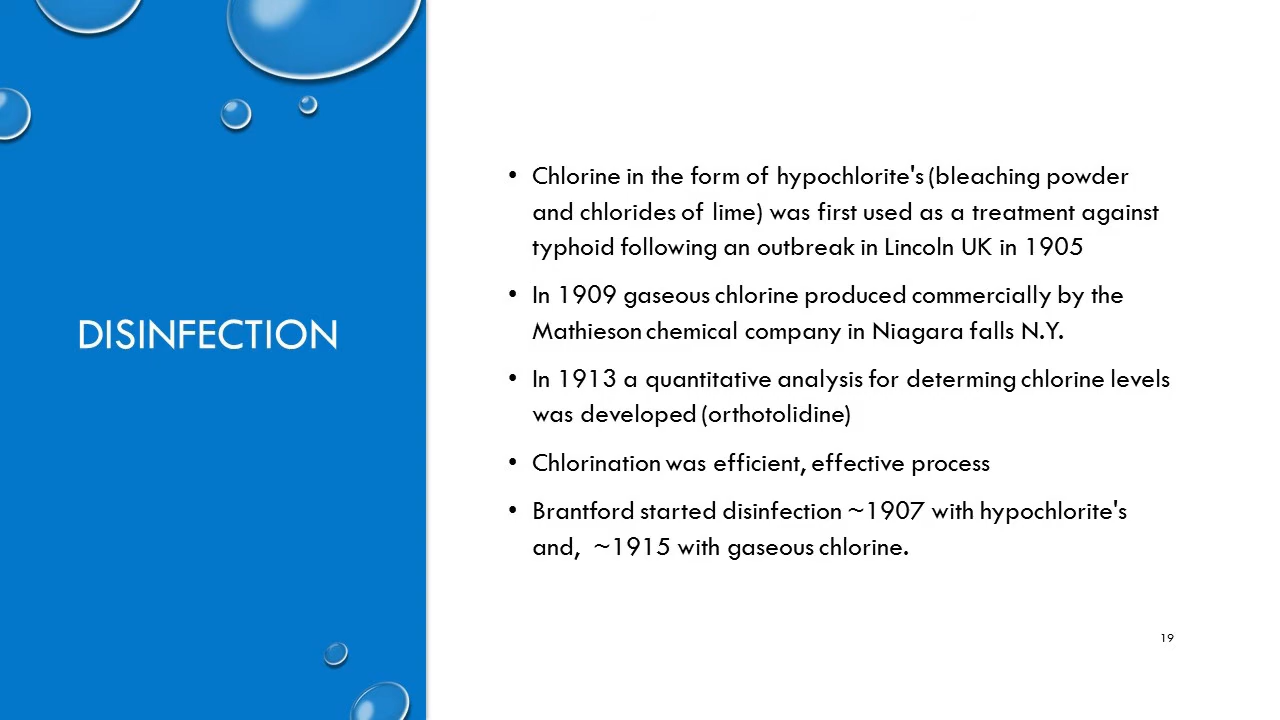 DISINFECTION
• Chlorine in the form of hypochlorite's (bleaching powder
and chlorides of lime) was first used as a treatment against
typhoid following an outbreak in Lincoln UK in 1905
• In 1909 gaseous chlorine produced commercially by the
Mathieson chemical company in Niagara falls N.Y.
• In 1913 a quantitative analysis for determing chlorine levels
was developed (orthotolidine)
• Chlorination was efficient, effective process
• Brantford started disinfection ~1907 with hypochlorite's
and,  ~1915 with gaseous chlorine.
19